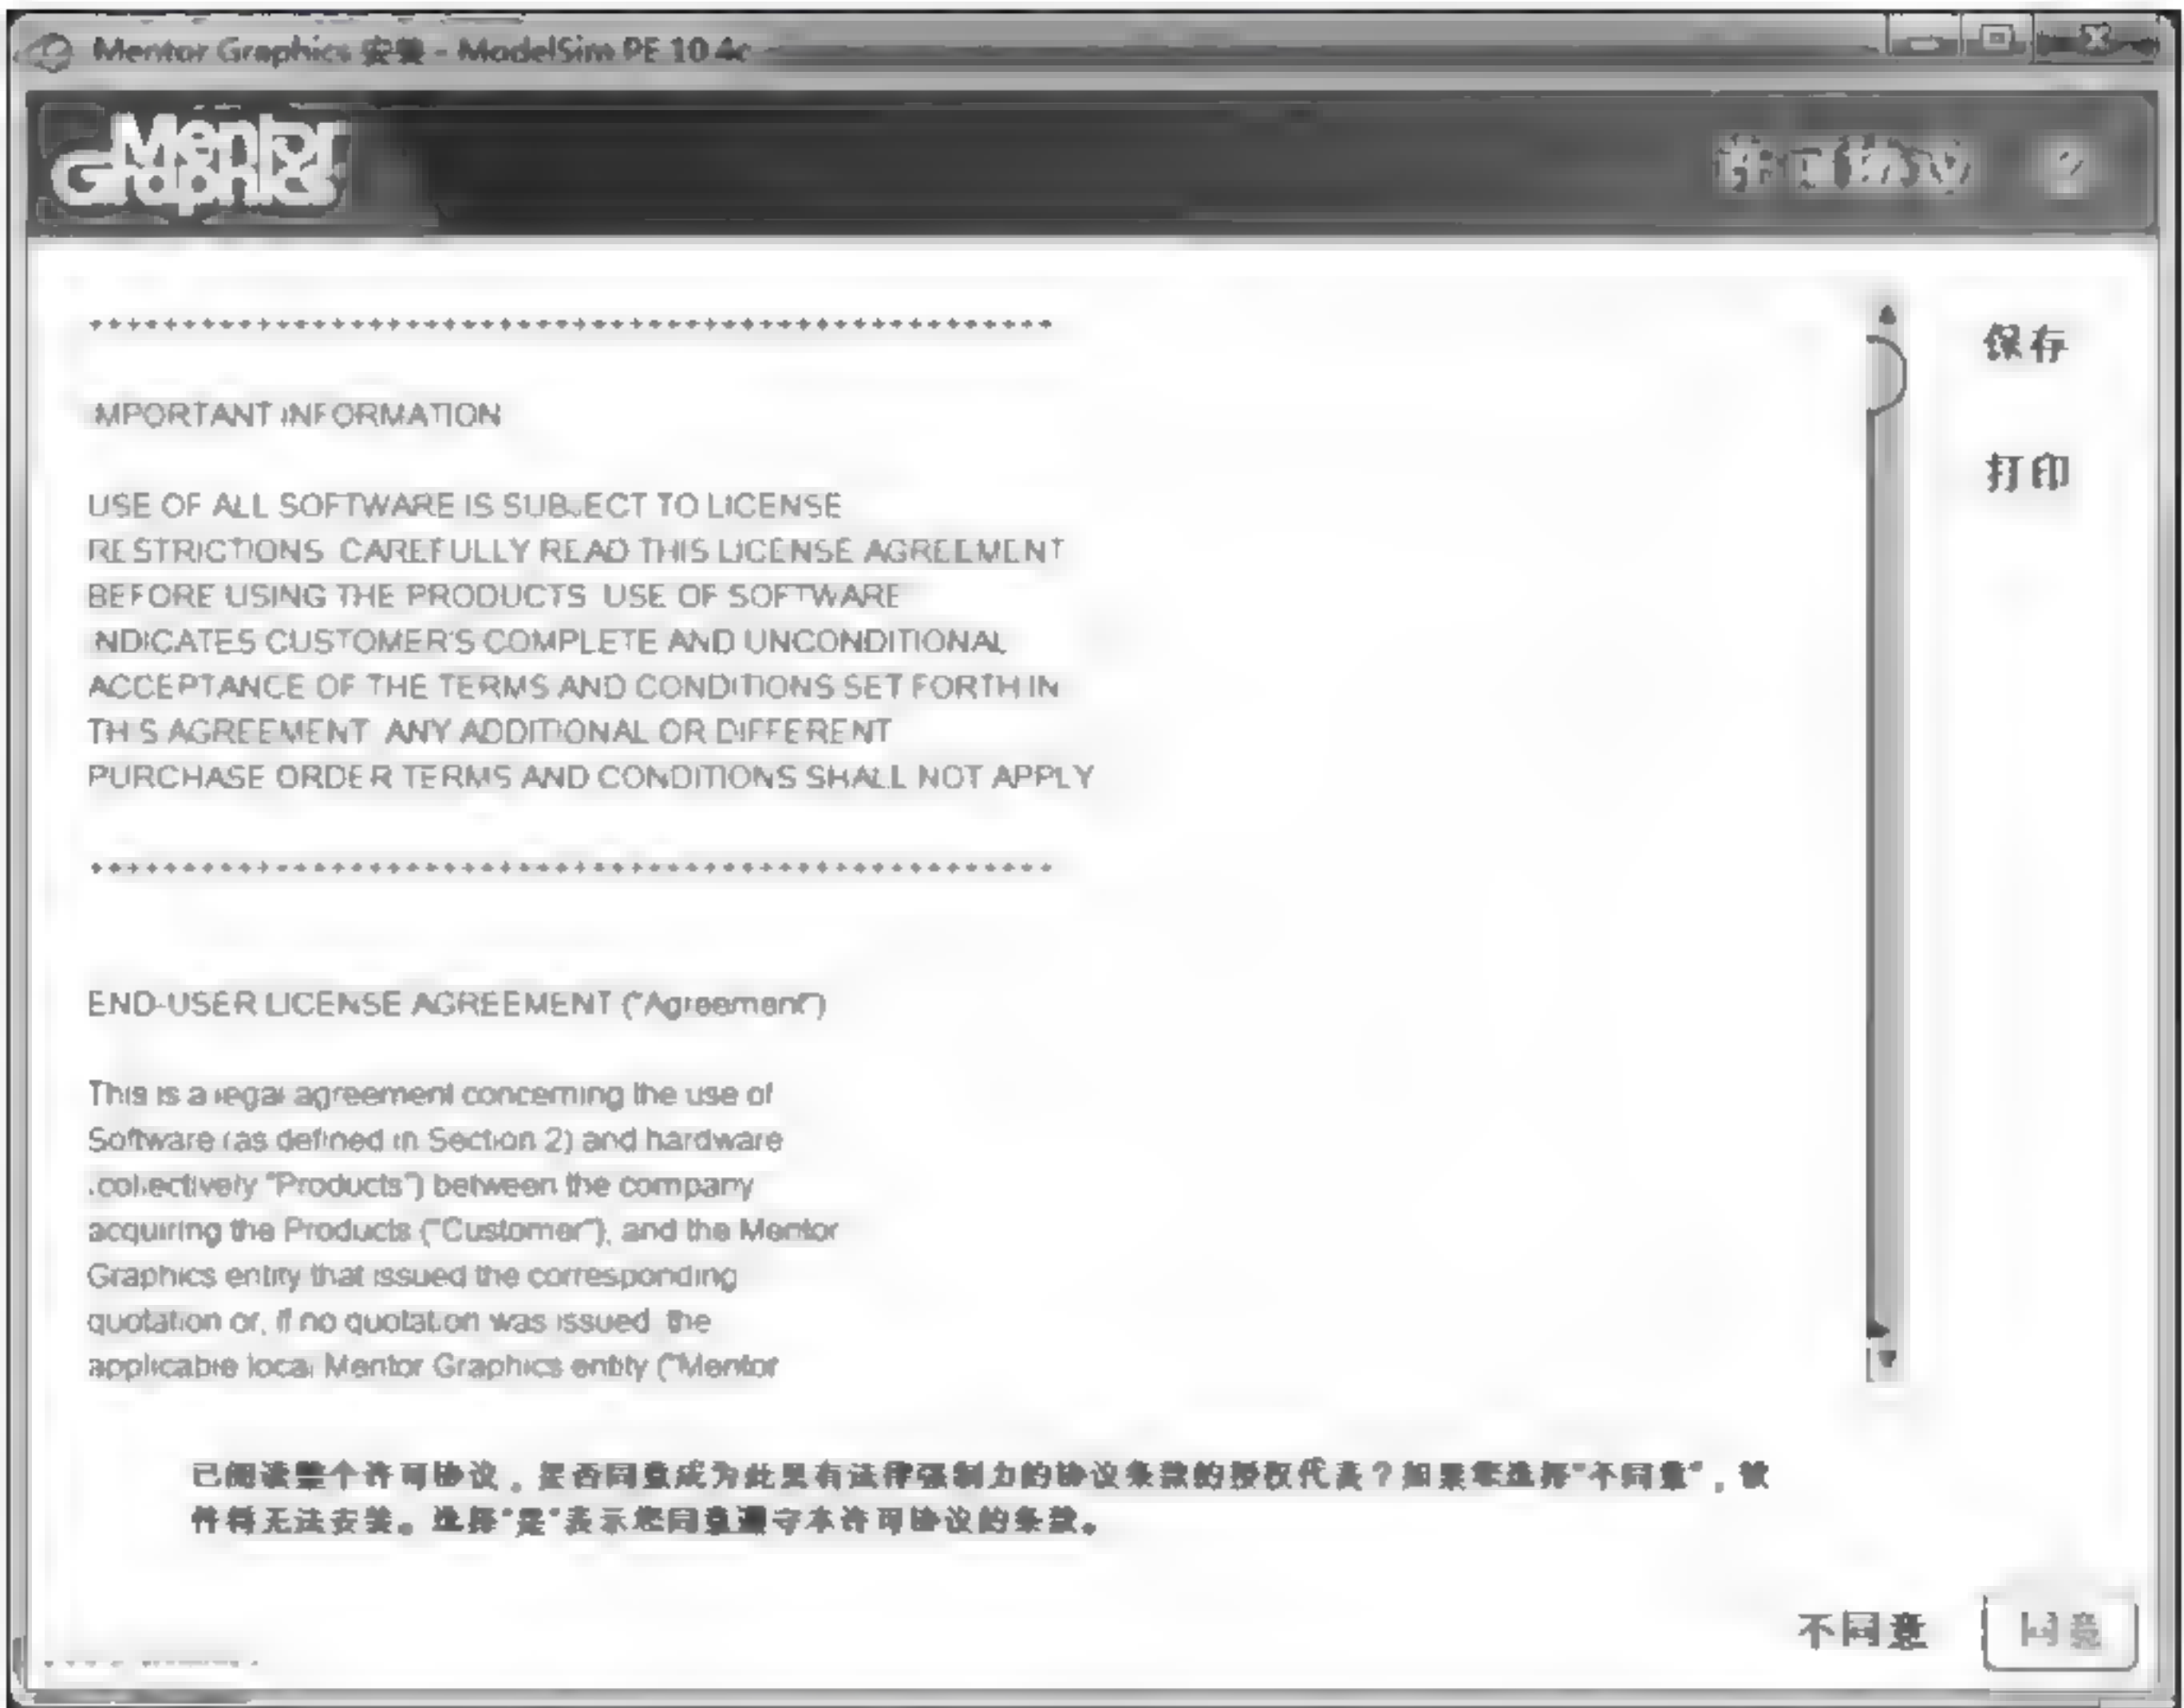 Mentor Graphics 安装 - ModelSim PE 10.4c
Mentor Graphics
许可协议 ?
****************************************************
保存
IMPORTANT INFORMATION
打印
USE OF ALL SOFTWARE IS SUBJECT TO LICENSE
RESTRICTIONS. CAREFULLY READ THIS LICENSE AGREEMENT
BEFORE USING THE PRODUCTS. USE OF SOFTWARE
INDICATES CUSTOMER'S COMPLETE AND UNCONDITIONAL
ACCEPTANCE OF THE TERMS AND CONDITIONS SET FORTH IN
THIS AGREEMENT. ANY ADDITIONAL OR DIFFERENT
PURCHASE ORDER TERMS AND CONDITIONS SHALL NOT APPLY.
****************************************************
END-USER LICENSE AGREEMENT ("Agreement")
This is a legal agreement concerning the use of
Software (as defined in Section 2) and hardware
(collectively "Products") between the company
acquiring the Products ("Customer"), and the Mentor
Graphics entity that issued the corresponding
quotation or, if no quotation was issued, the
applicable local Mentor Graphics entity ("Mentor
已阅读整个许可协议。是否同意成为此具有法律强制力的协议条款的授权代表？如果您选择"不同意"，软
件将无法安装。选择"是"表示您同意遵守本许可协议的条款。
不同意 同意